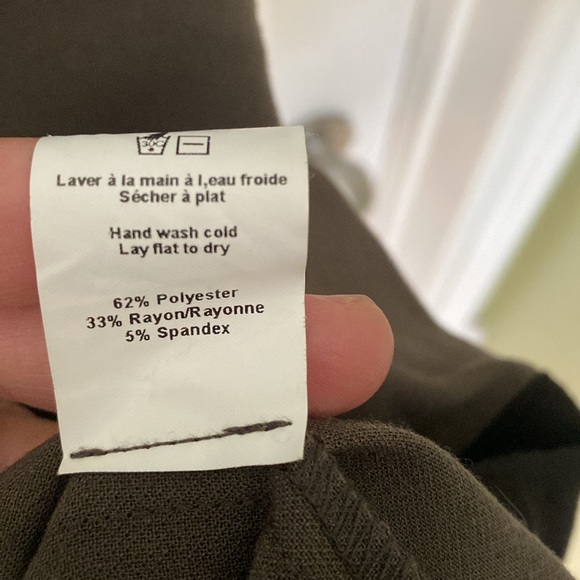 30C
Laver à la main à l,eau froide
Sécher à plat
Hand wash cold
Lay flat to dry
62% Polyester
33% Rayon/Rayonne
5% Spandex